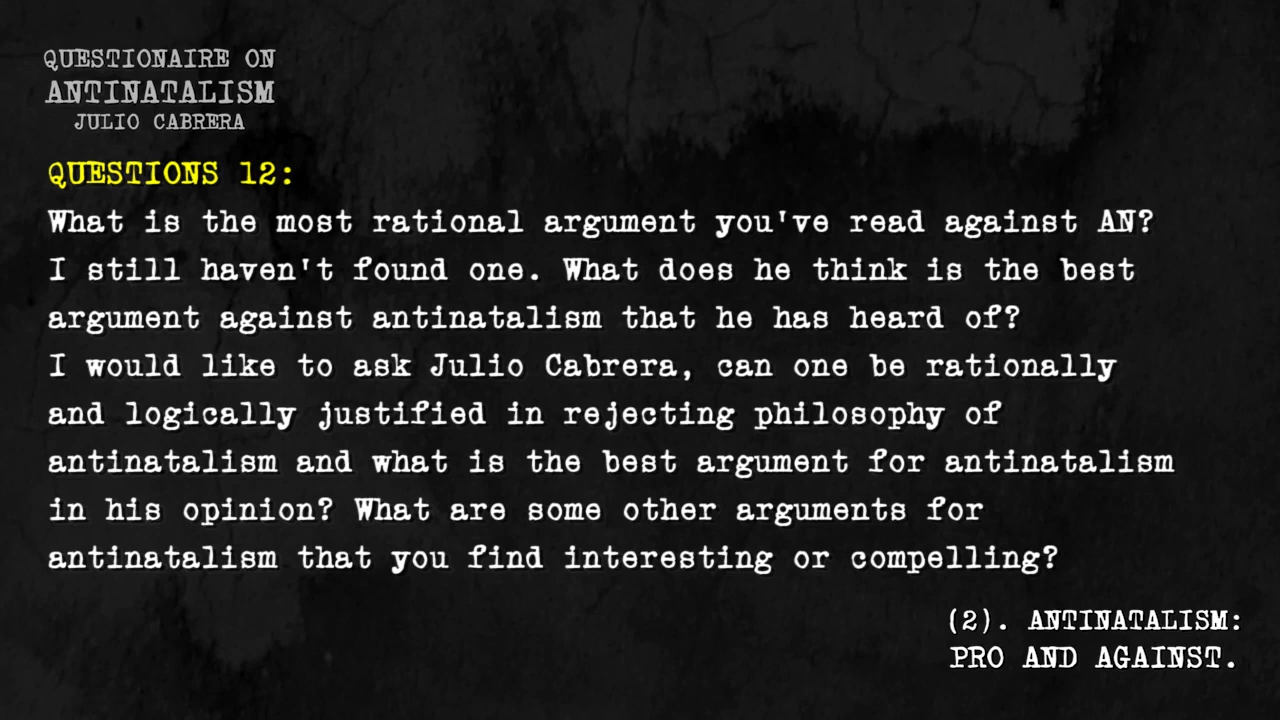 QUESTIONAIRE ON
ANTINATALISM
JULIO CABRERA
QUESTIONS 12:
What is the most rational argument you've read against AN?
I still haven't found one. What does he think is the best
argument against antinatalism that he has heard of?
I would like to ask Julio Cabrera, can one be rationally
and logically justified in rejecting philosophy of
antinatalism and what is the best argument for antinatalism
in his opinion? What are some other arguments for
antinatalism that you find interesting or compelling?
(2). ANTINATALISM:
PRO AND AGAINST.